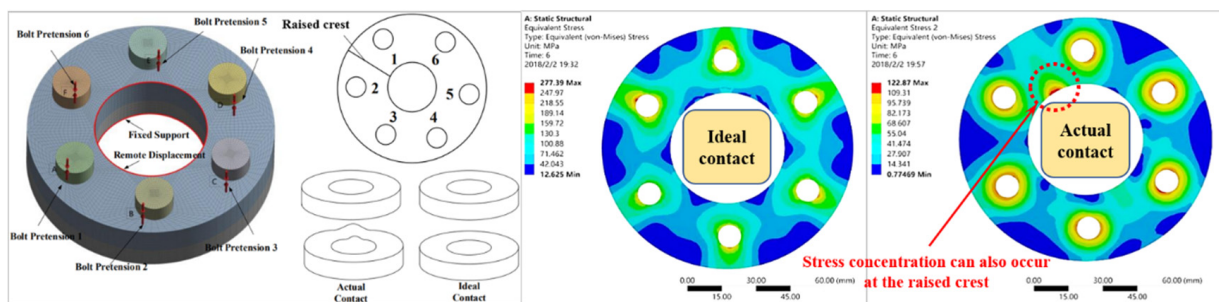 Bolt Pretension 5
Bolt Pretension 6
Bolt Pretension 4
E
F
D
Fixed Support
Remote Displacement
A
C
B
Bolt Pretension 1
Bolt Pretension 3
Bolt Pretension 2
Raised crest
1
6
2
5
3
4
Actual
Contact
Ideal
Contact
A: Static Structural
Equivalent Stress
Type: Equivalent (von-Mises) Stress
Unit: MPa
Time: 6
2018/2/2 19:32
277.39 Max
247.97
218.55
189.14
159.72
130.3
100.88
71.462
42.043
12.625 Min
Ideal
contact
0.00
30.00
60.00 (mm)
15.00
45.00
A: Static Structural
Equivalent Stress 2
Type: Equivalent (von-Mises) Stress
Unit: MPa
Time: 6
2018/2/2 19:57
122.87 Max
109.31
95.739
82.173
68.607
55.04
41.474
27.907
14.341
0.77469 Min
Actual
contact
Stress concentration can also occur
at the raised crest
0.00
30.00
60.00 (mm)
15.00
45.00